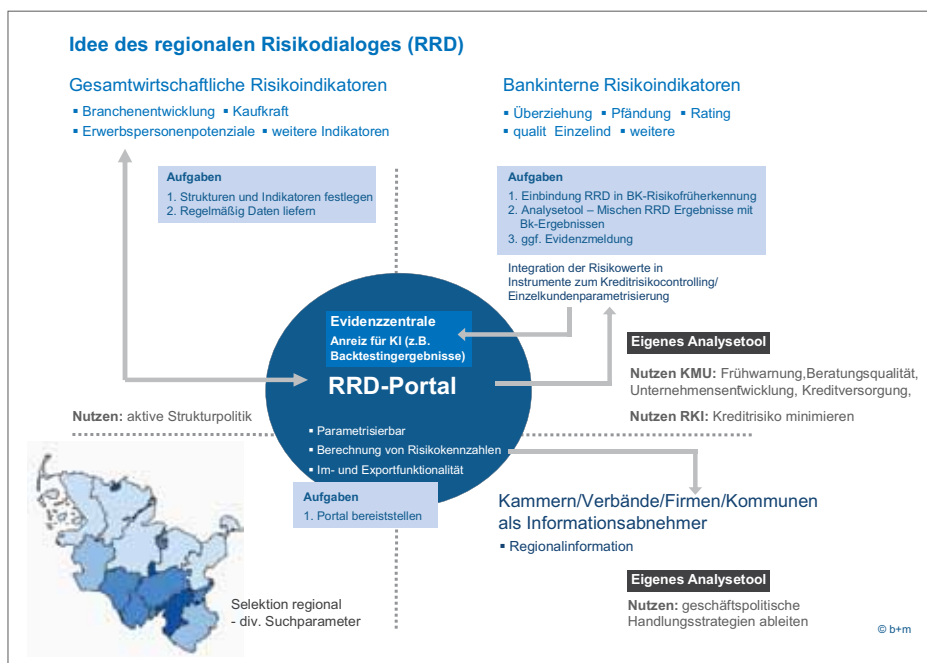 Idee des regionalen Risikodialoges (RRD)
Gesamtwirtschaftliche Risikoindikatoren
▪ Branchenentwicklung ▪ Kaufkraft
▪ Erwerbspersonenpotenziale ▪ weitere Indikatoren
Aufgaben
1. Strukturen und Indikatoren festlegen
2. Regelmäßig Daten liefern
Bankinterne Risikoindikatoren
▪ Überziehung ▪ Pfändung ▪ Rating
▪ qualit Einzelind ▪ weitere
Aufgaben
1. Einbindung RRD in BK-Risikofrüherkennung
2. Analysetool – Mischen RRD Ergebnisse mit
Bk-Ergebnissen
3. ggf. Evidenzmeldung
Integration der Risikowerte in
Instrumente zum Kreditrisikocontrolling/
Einzelkundenparametrisierung
Evidenzzentrale
Anreiz für KI (z.B.
Backtestingergebnisse)
RRD-Portal
▪ Parametrisierbar
▪ Berechnung von Risikokennzahlen
▪ Im- und Exportfunktionalität
Aufgaben
1. Portal bereiststellen
Eigenes Analysetool
Nutzen KMU: Frühwarnung,Beratungsqualität,
Unternehmensentwicklung, Kreditversorgung,
Nutzen RKI: Kreditrisiko minimieren
Nutzen: aktive Strukturpolitik
Kammern/Verbände/Firmen/Kommunen
als Informationsabnehmer
▪ Regionalinformation
Eigenes Analysetool
Nutzen: geschäftspolitische
Handlungsstrategien ableiten
Selektion regional
- div. Suchparameter
© b+m